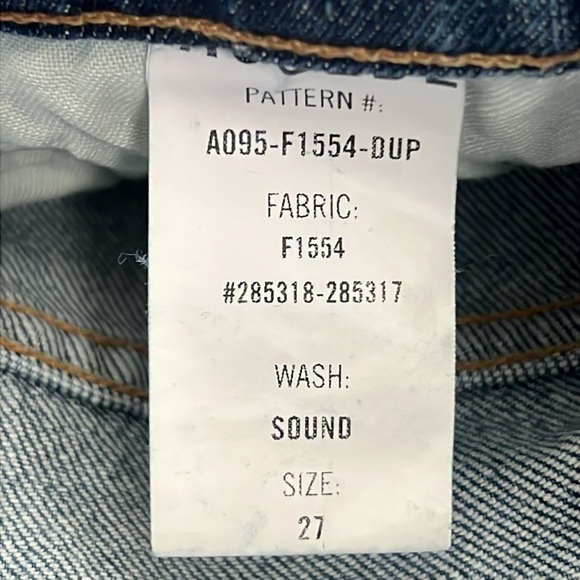 PATTERN #:
A095-F1554-DUP
FABRIC:
F1554
#285318-285317
WASH:
SOUND
SIZE:
27